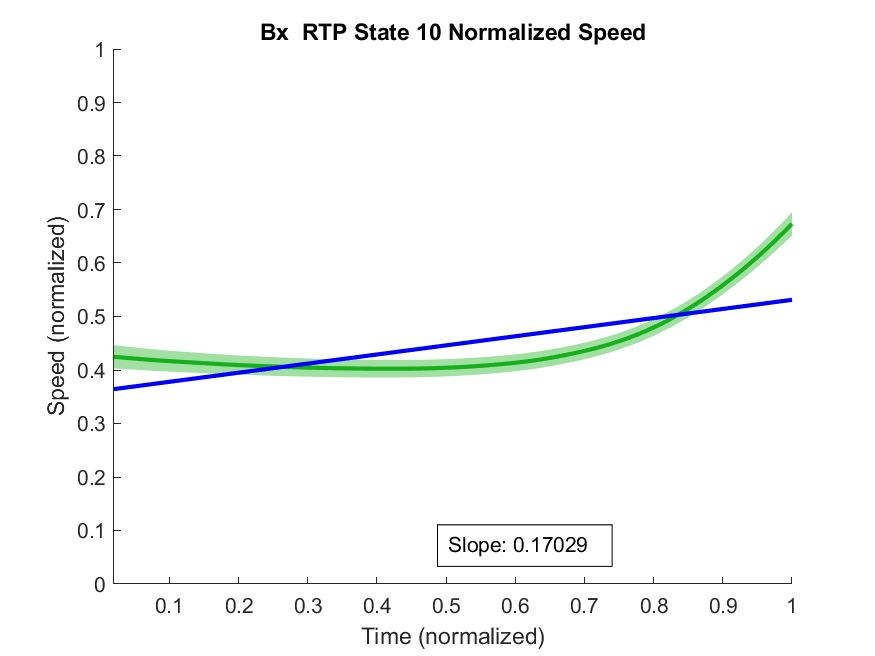 Bx  RTP State 10 Normalized Speed
1
0.9
0.8
0.7
0.6
0.5
0.4
0.3
0.2
0.1
0
Speed (normalized)
Slope: 0.17029
0.1 0.2 0.3 0.4 0.5 0.6 0.7 0.8 0.9 1
Time (normalized)